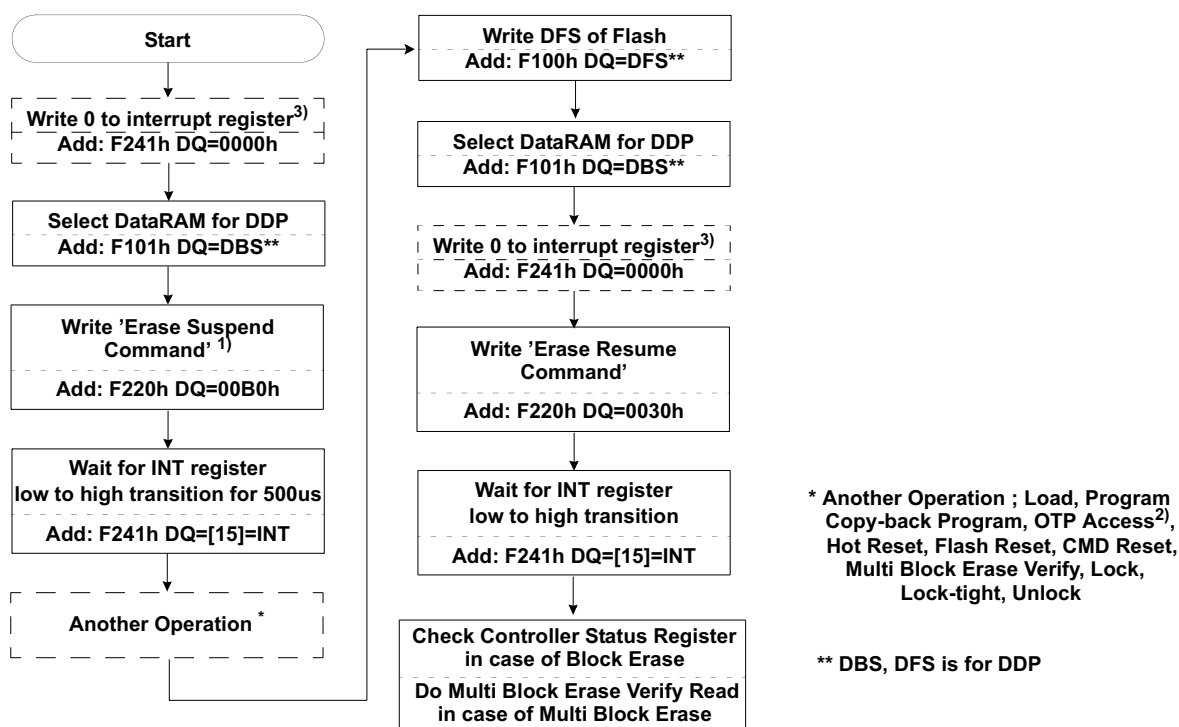 Start
Write 0 to interrupt register3)
Add: F241h DQ=0000h
Select DataRAM for DDP
Add: F101h DQ=DBS**
Write ’Erase Suspend
Command’ 1)
Add: F220h DQ=00B0h
Wait for INT register
low to high transition for 500us
Add: F241h DQ=[15]=INT
Another Operation *
Write DFS of Flash
Add: F100h DQ=DFS**
Select DataRAM for DDP
Add: F101h DQ=DBS**
Write 0 to interrupt register3)
Add: F241h DQ=0000h
Write ’Erase Resume
Command’
Add: F220h DQ=0030h
Wait for INT register
low to high transition
Add: F241h DQ=[15]=INT
Check Controller Status Register
in case of Block Erase
Do Multi Block Erase Verify Read
in case of Multi Block Erase
* Another Operation ; Load, Program
Copy-back Program, OTP Access2),
Hot Reset, Flash Reset, CMD Reset,
Multi Block Erase Verify, Lock,
Lock-tight, Unlock
** DBS, DFS is for DDP